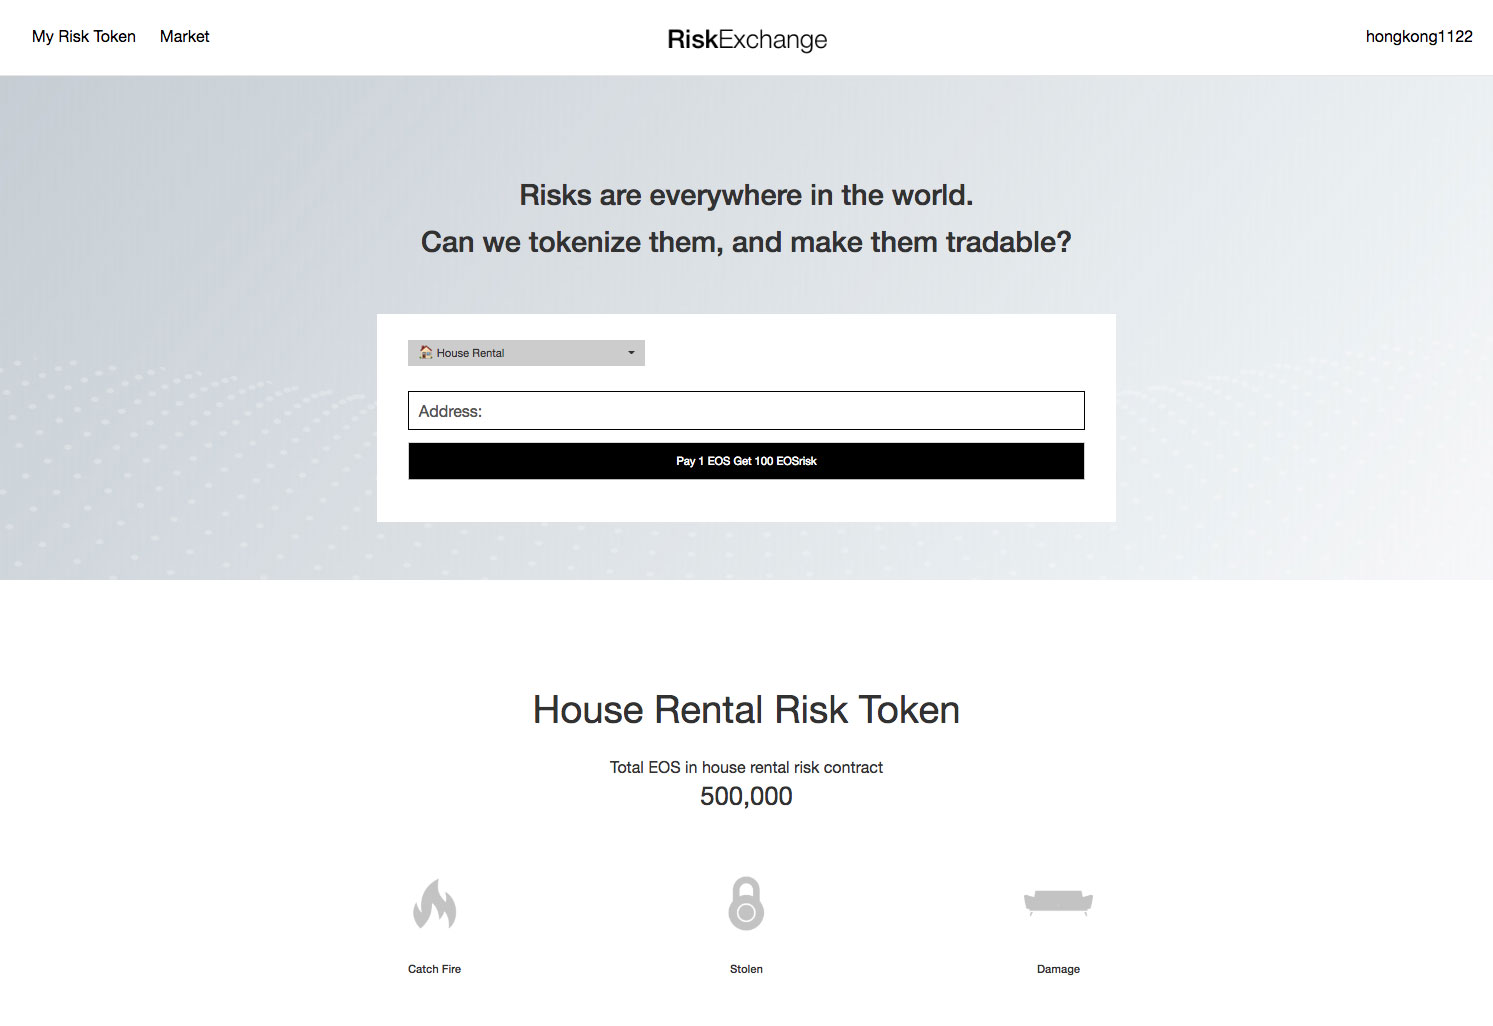 My Risk Token
Market
RiskExchange
hongkong1122
Risks are everywhere in the world.
Can we tokenize them, and make them tradable?
House Rental
Address:
Pay 1 EOS Get 100 EOSrisk
House Rental Risk Token
Total EOS in house rental risk contract
500,000
Catch Fire
Stolen
Damage